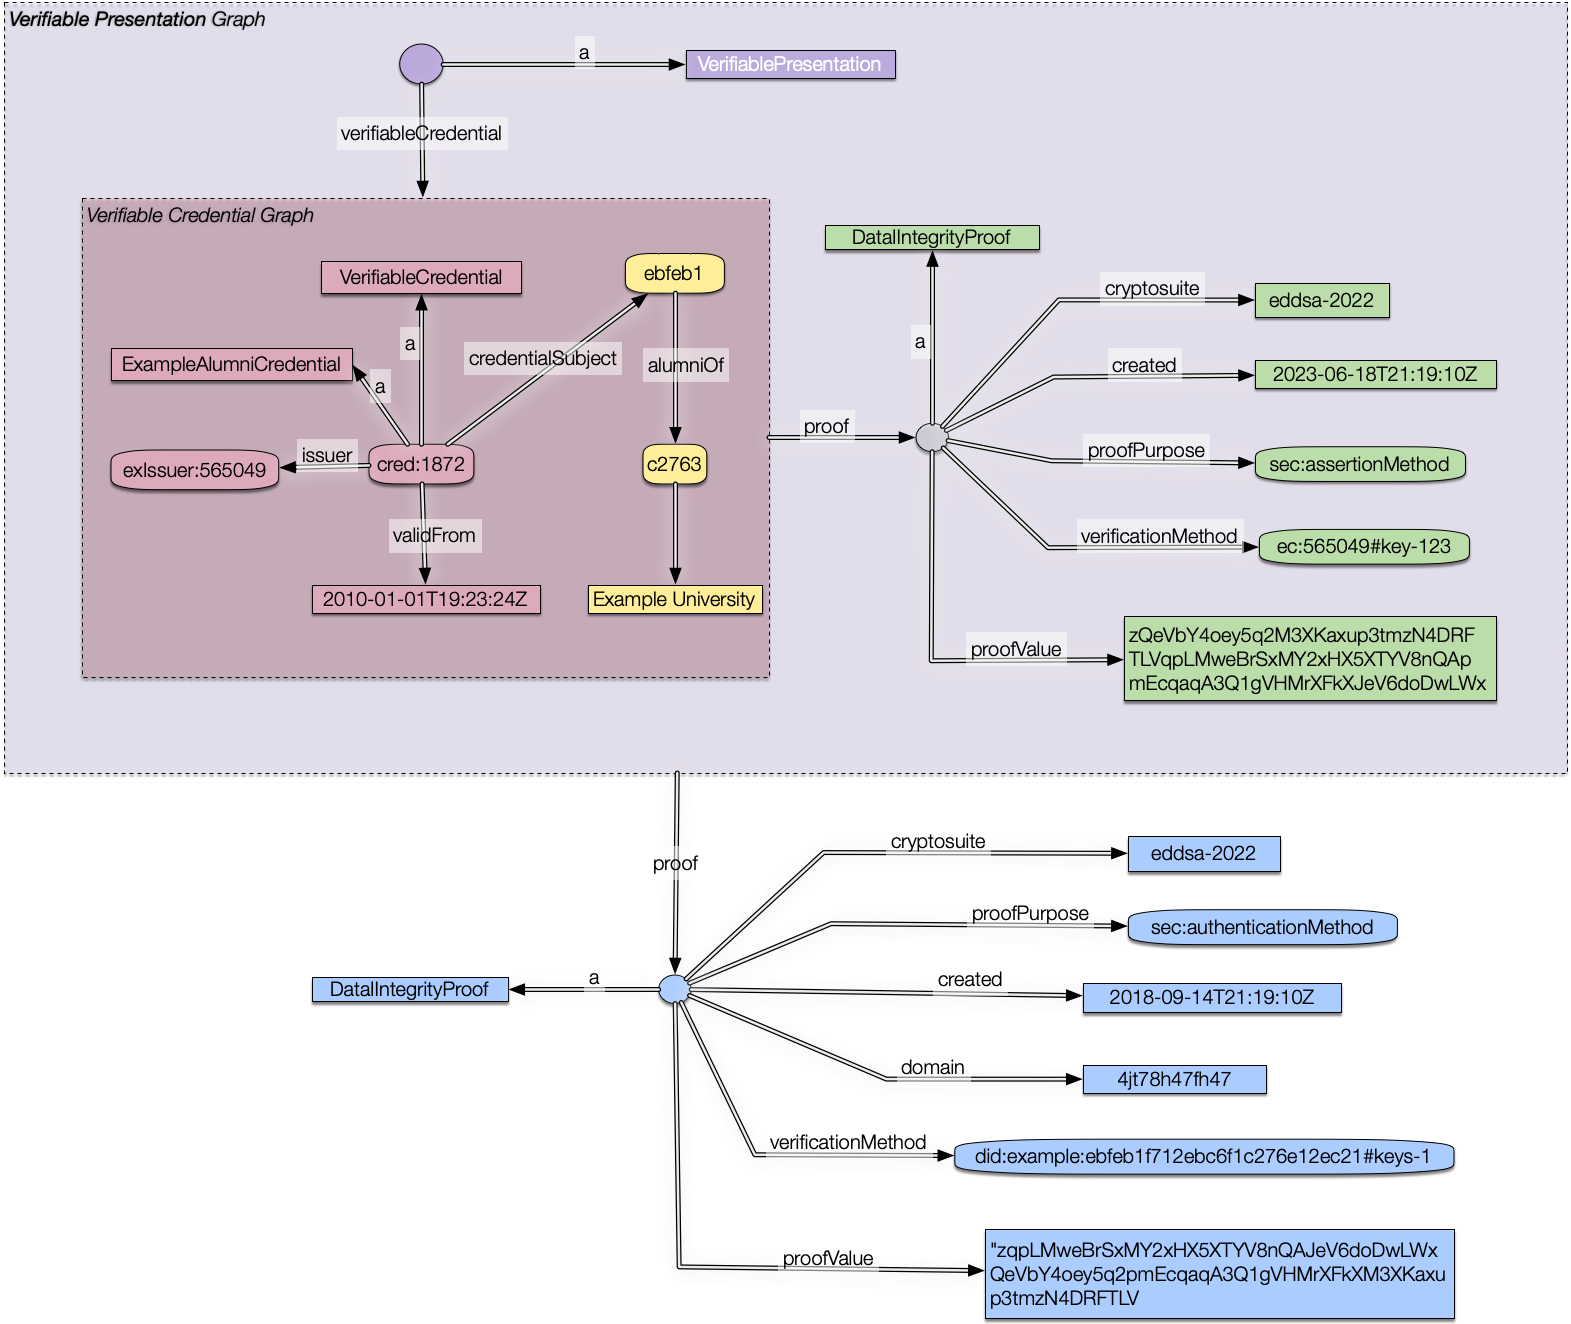 Verifiable Presentation Graph
a
VerifiablePresentation
verifiableCredential
Verifiable Credential Graph
VerifiableCredential
ebfeb1
a
credentialSubject
alumniOf
ExampleAlumniCredential
a
issuer
exIssuer:565049
cred:1872
c2763
validFrom
2010-01-01T19:23:24Z
Example University
proof
DataIIntegrityProof
a
cryptosuite
eddsa-2022
created
2023-06-18T21:19:10Z
proofPurpose
sec:assertionMethod
verificationMethod
ec:565049#key-123
proofValue
zQeVbY4oey5q2M3XKaxup3tmzN4DRF
TLVqpLMweBrSxMY2xHX5XTYV8nQAp
mEcqaqA3Q1gVHMrXFkXJeV6doDwLWx
proof
cryptosuite
eddsa-2022
proofPurpose
sec:authenticationMethod
a
DataIIntegrityProof
created
2018-09-14T21:19:10Z
domain
4jt78h47fh47
verificationMethod
did:example:ebfeb1f712ebc6f1c276e12ec21#keys-1
proofValue
"zqpLMweBrSxMY2xHX5XTYV8nQAJeV6doDwLWx
QeVbY4oey5q2pmEcqaqA3Q1gVHMrXFkXM3XKaxu
p3tmzN4DRFTLV